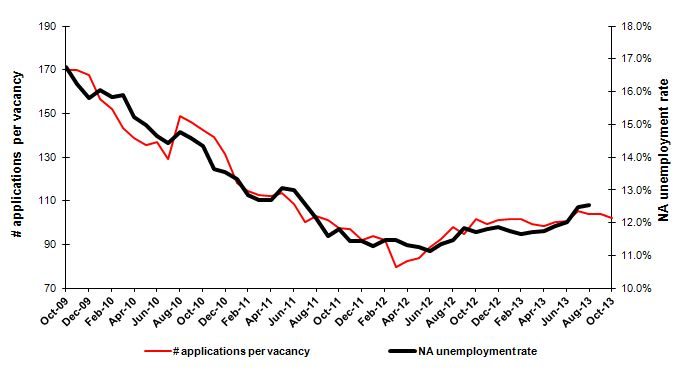 190
170
150
130
110
90
70
# applications per vacancy
18.0%
17.0%
16.0%
15.0%
14.0%
13.0%
12.0%
11.0%
10.0%
NA unemployment rate
Oct-09
Dec-09
Feb-10
Apr-10
Jun-10
Aug-10
Oct-10
Dec-10
Feb-11
Apr-11
Jun-11
Aug-11
Oct-11
Dec-11
Feb-12
Apr-12
Jun-12
Aug-12
Oct-12
Dec-12
Feb-13
Apr-13
Jun-13
Aug-13
Oct-13
# applications per vacancy
NA unemployment rate